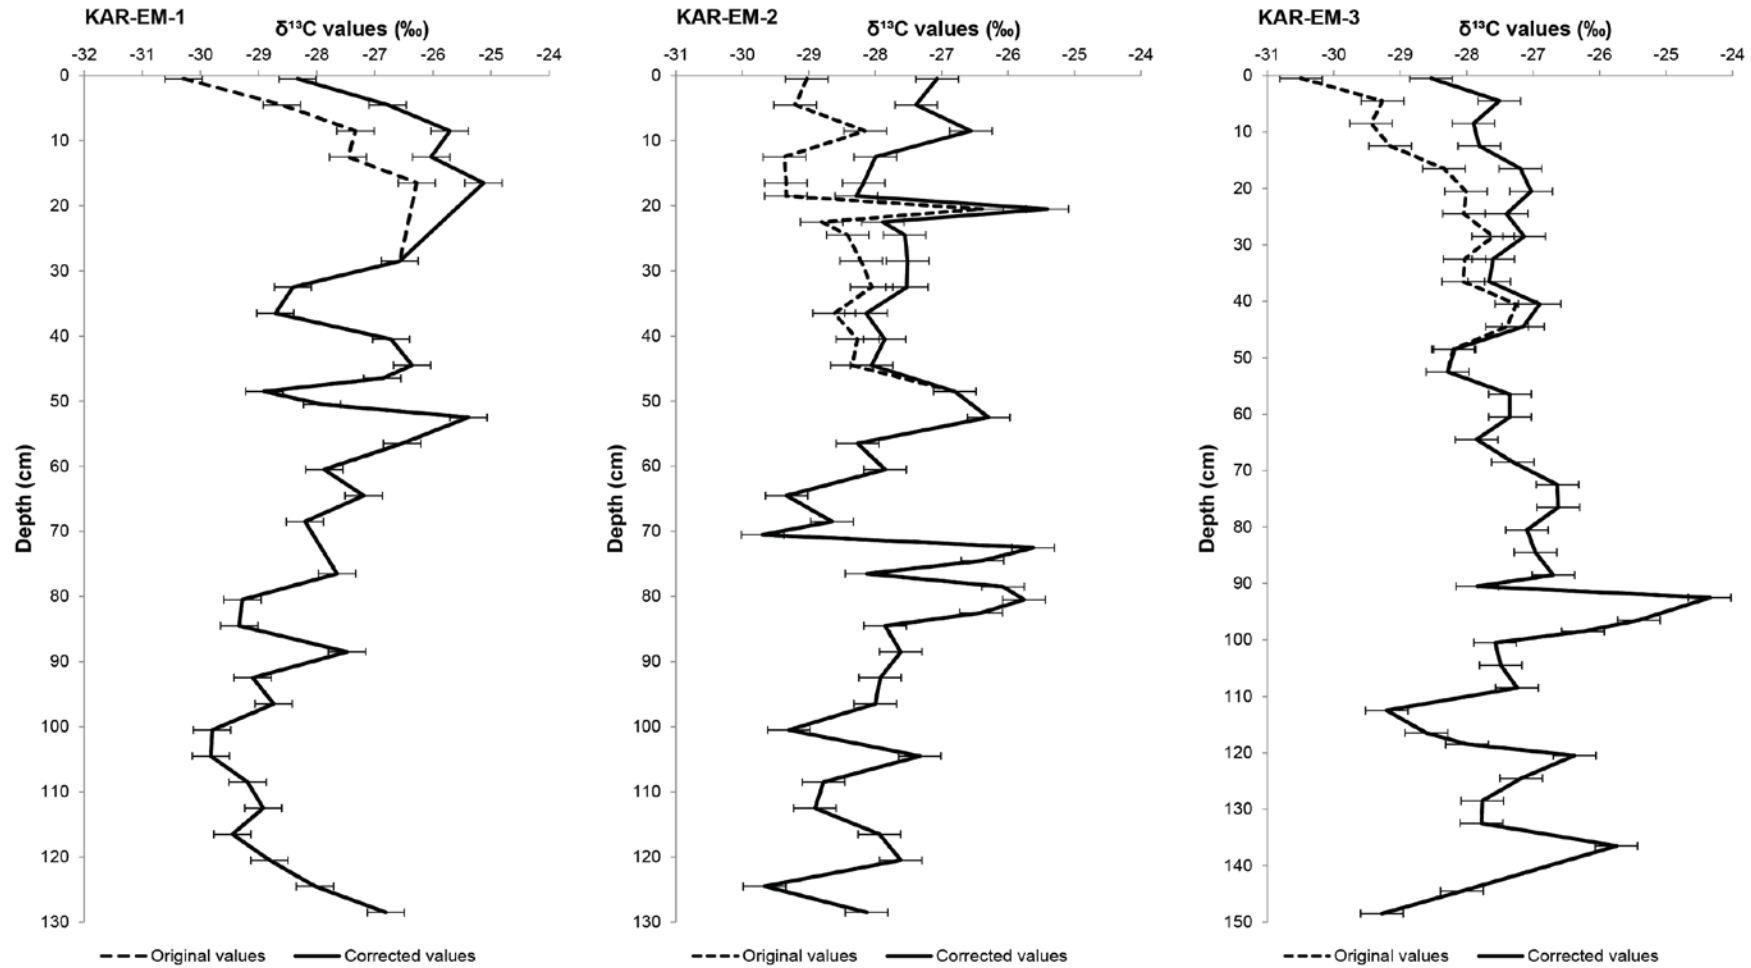 KAR-EM-1
δ¹³C values (‰)
-32 -31 -30 -29 -28 -27 -26 -25 -24
0
10
20
30
40
50
60
70
80
90
100
110
120
130
Depth (cm)
Original values Corrected values
KAR-EM-2
δ¹³C values (‰)
-31 -30 -29 -28 -27 -26 -25 -24
0
10
20
30
40
50
60
70
80
90
100
110
120
130
Depth (cm)
Original values Corrected values
KAR-EM-3
δ¹³C values (‰)
-31 -30 -29 -28 -27 -26 -25 -24
0
10
20
30
40
50
60
70
80
90
100
110
120
130
140
150
Depth (cm)
Original values Corrected values